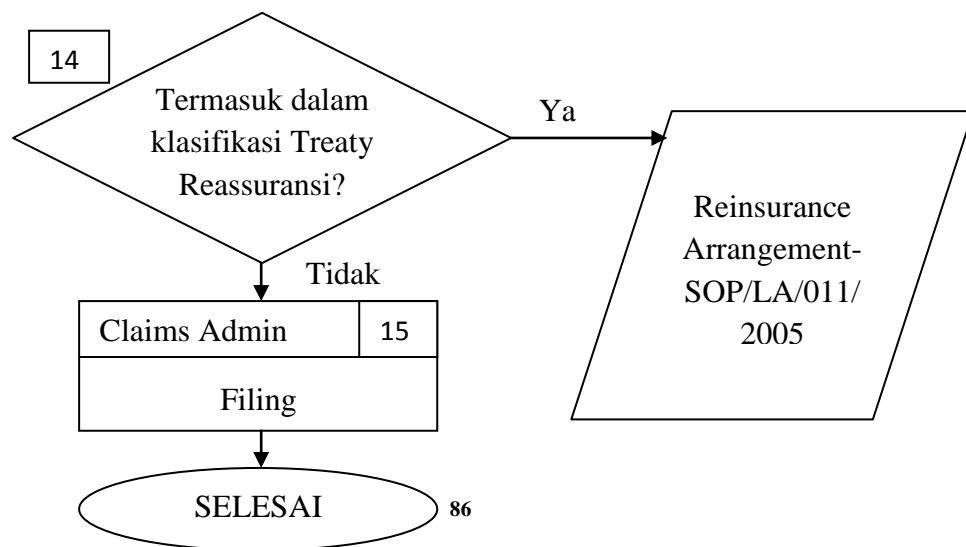 14
Termasuk dalam
klasifikasi Treaty
Reassuransi?
Ya
Reinsurance
Arrangement-
SOP/LA/011/
2005
Tidak
Claims Admin
15
Filing
SELESAI
86